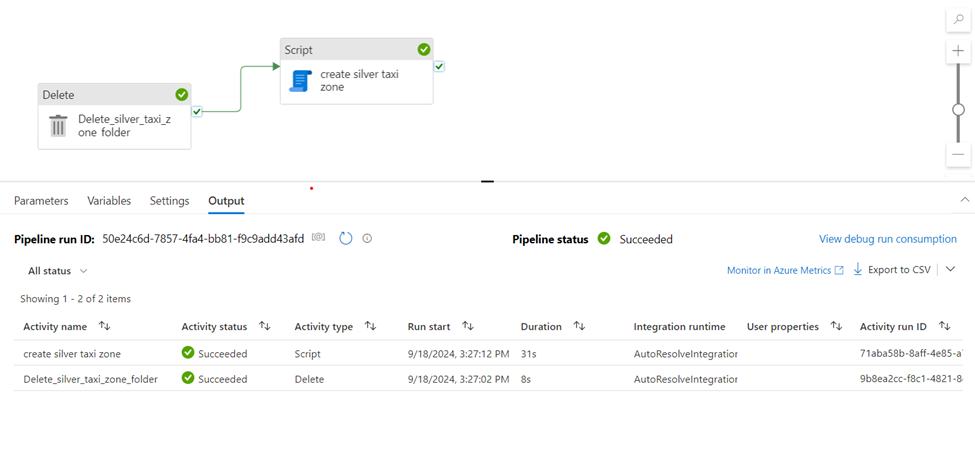 Script
create silver taxi
zone
Delete
Delete_silver_taxi_z
one folder
Parameters Variables Settings Output
Pipeline run ID: 50e24c6d-7857-4fa4-bb81-f9c9add43afd Pipeline status Succeeded View debug run consumption
All status Monitor in Azure Metrics Export to CSV
Showing 1 - 2 of 2 items
Activity name Activity status Activity type Run start Duration Integration runtime User properties Activity run ID
create silver taxi zone Succeeded Script 9/18/2024, 3:27:12 PM 31s AutoResolveIntegration 71aba58b-8aff-4e85-a
Delete_silver_taxi_zone_folder Succeeded Delete 9/18/2024, 3:27:02 PM 8s AutoResolveIntegration 9b8ea2cc-f8c1-4821-8